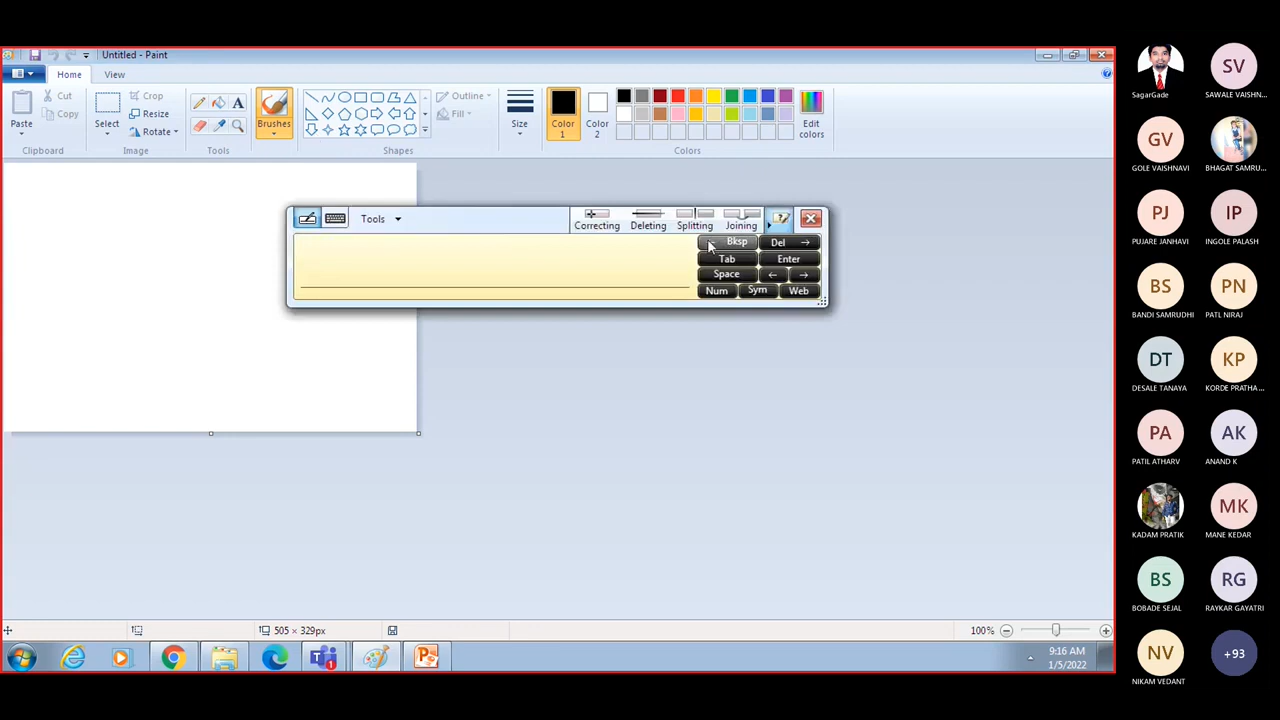 Untitled - Paint
Home
View
Paste
Cut
Copy
Clipboard
Select
Crop
Resize
Rotate
Image
A
Tools
Brushes
Shapes
Outline
Fill
Size
Color 1
Color 2
Colors
Edit colors
Tools
Correcting
Deleting
Splitting
Joining
Bksp
Del
Tab
Enter
Space
Num
Sym
Web
505 × 329px
100%
1
9:16 AM
1/5/2022
SagarGade
SV
SAWALE VAISHN...
GV
GOLE VAISHNAVI
BHAGAT SAMRU...
PJ
PUJARE JANHAVI
IP
INGOLE PALASH
BS
BANDI SAMRUDHI
PN
PATL NIRAJ
DT
DESALE TANAYA
KP
KORDE PRATHA...
PA
PATIL ATHARV
AK
ANAND K
KADAM PRATIK
MK
MANE KEDAR
BS
BOBADE SEJAL
RG
RAYKAR GAYATRI
NV
NIKAM VEDANT
+93